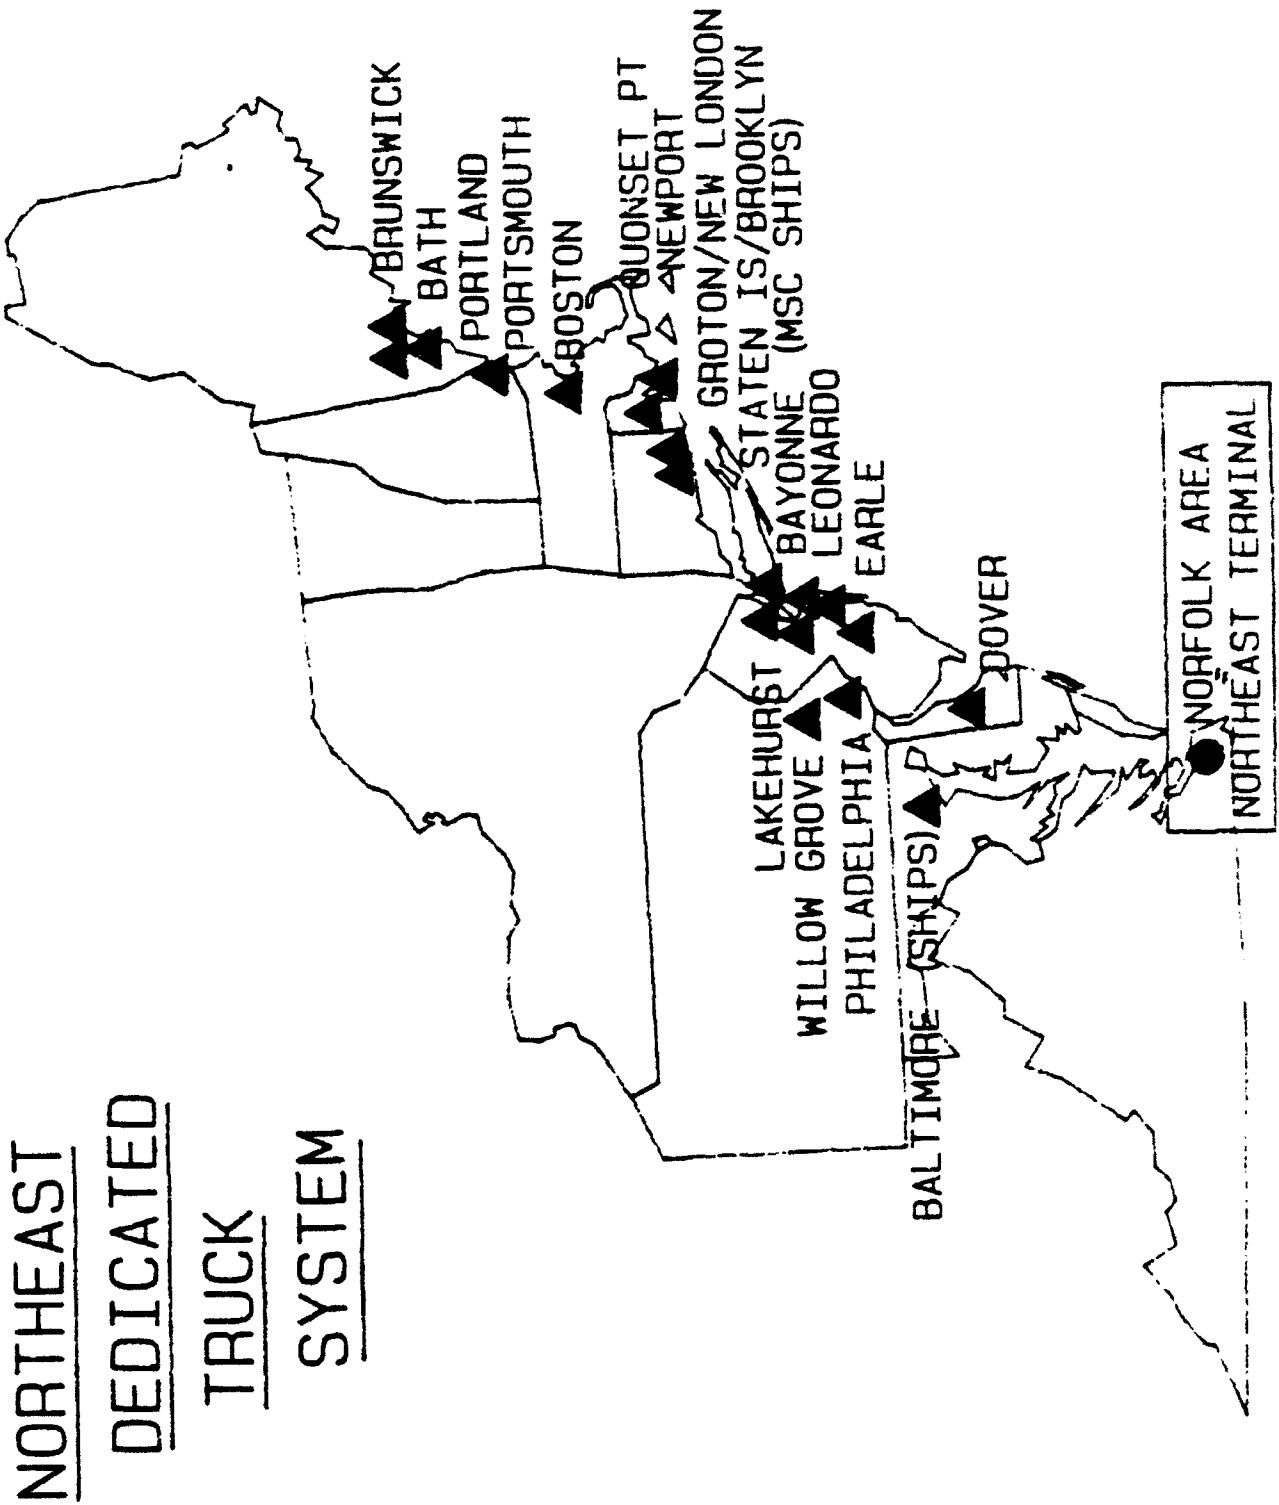 NORTHEAST
DEDICATED
TRUCK
SYSTEM
BRUNSWICK
BATH
PORTLAND
PORTSMOUTH
BOSTON
QUONSET PT
NEWPORT
GROTON/NEW LONDON
STATEN IS/BROOKLYN
BAYONNE (MSC SHIPS)
LEONARDO
EARLE
LAKEHURST
WILLOW GROVE
PHILADELPHIA
DOVER
BALTIMORE (SHIPS)
NORFOLK AREA
NORTHEAST TERMINAL